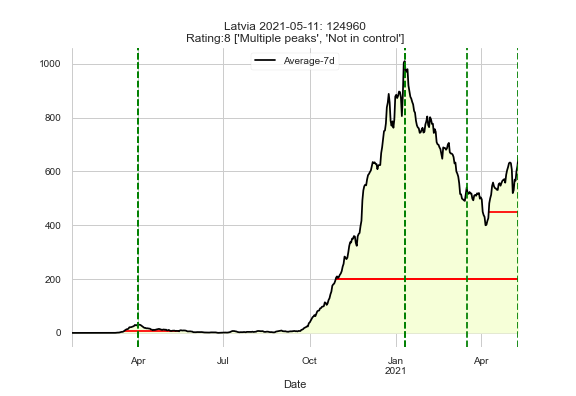 Latvia 2021-05-11: 124960
Rating:8 ['Multiple peaks', 'Not in control']
Average-7d
1000
800
600
400
200
0
Apr
Jul
Oct
Jan
2021
Apr
Date